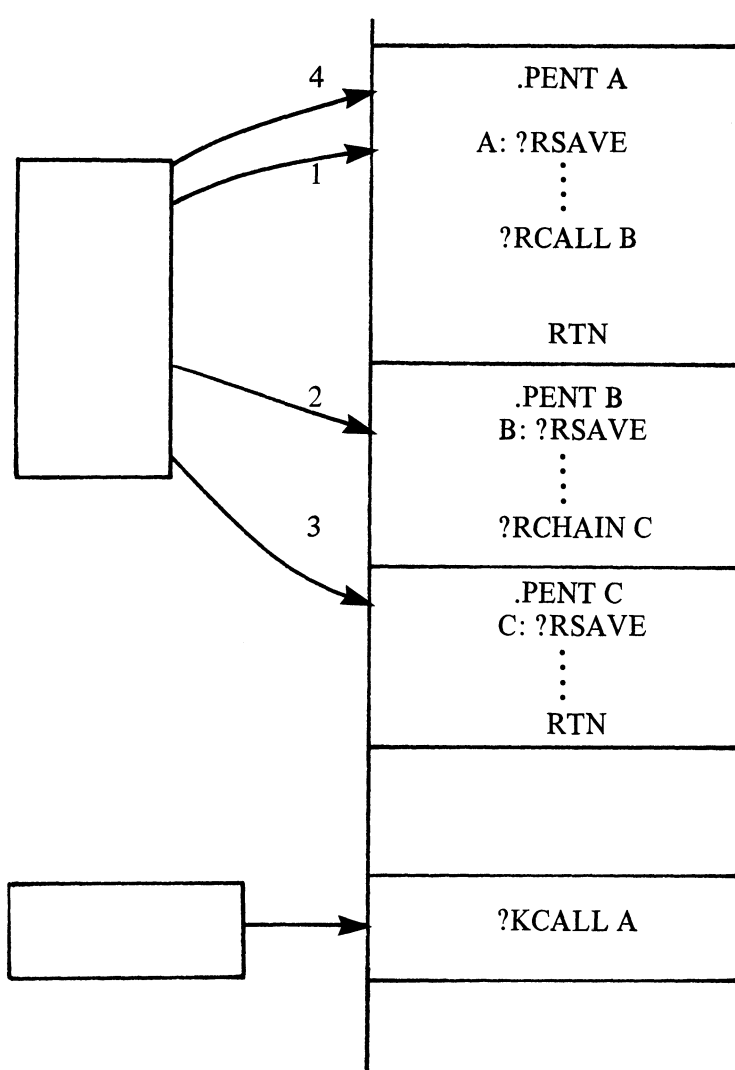 4
.PENT A
A: ?RSAVE
1
?RCALL B
RTN
2
.PENT B
B: ?RSAVE
3
?RCHAIN C
.PENT C
C: ?RSAVE
RTN
?KCALL A